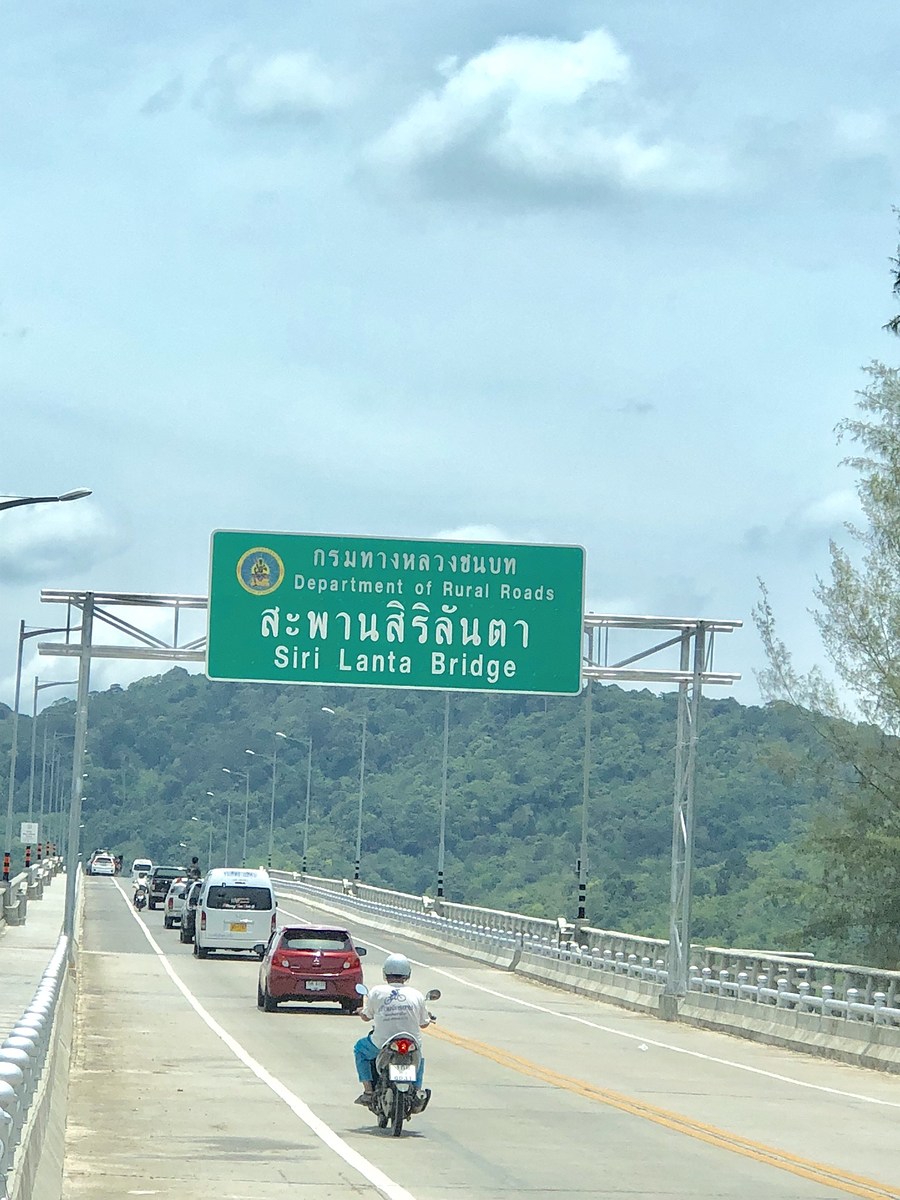 กรมทางหลวงชนบท
Department of Rural Roads
สะพานสิริลันตา
Siri Lanta Bridge